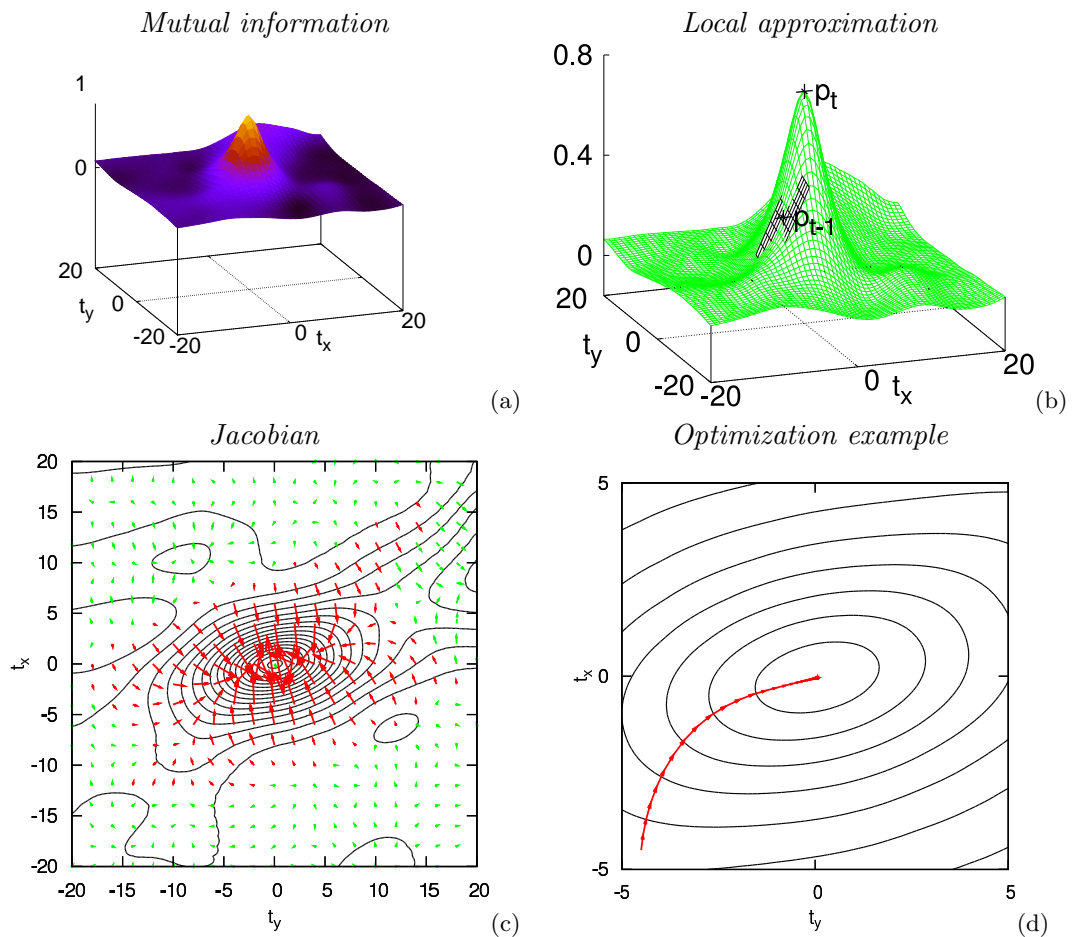 Mutual information
1
0
20
t_y
0
-20
-20
0
t_x
20
(a)
Local approximation
0.8
0.4
0
p_t
p_{t-1}
20
t_y
0
-20
-20
0
t_x
20
(b)
Jacobian
20
15
10
5
0
-5
-10
-15
-20
t_x
-20 -15 -10 -5 0 5 10 15 20
t_y
(c)
Optimization example
5
0
-5
t_x
-5 0 5
t_y
(d)